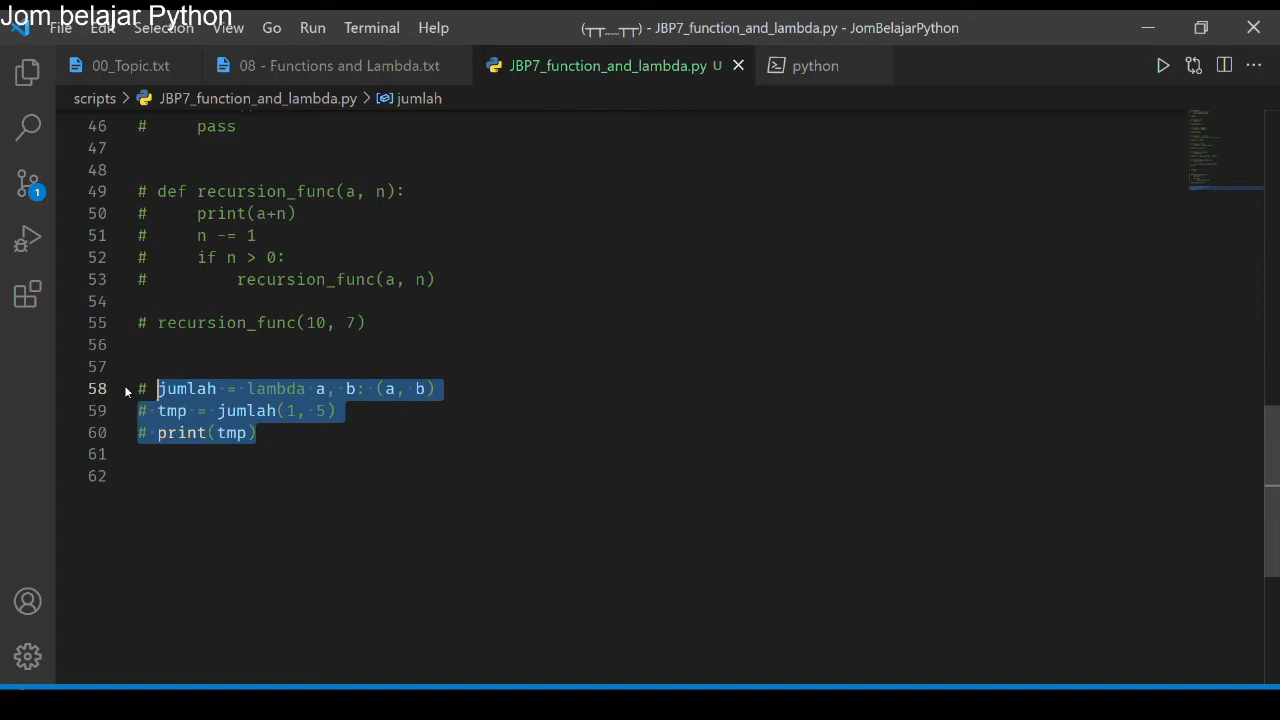 Jom belajar Python
File Edit Selection View Go Run Terminal Help (┬┬﹏┬┬) - JBP7_function_and_lambda.py - JomBelajarPython
00_Topic.txt 08 - Functions and Lambda.txt JBP7_function_and_lambda.py U python
scripts > JBP7_function_and_lambda.py > jumlah
46 #     pass
47
48
49 # def recursion_func(a, n):
50 #     print(a+n)
51 #     n -= 1
52 #     if n > 0:
53 #         recursion_func(a, n)
54
55 # recursion_func(10, 7)
56
57
58 # jumlah = lambda a, b: (a, b)
59 # tmp = jumlah(1, 5)
60 # print(tmp)
61
62
1